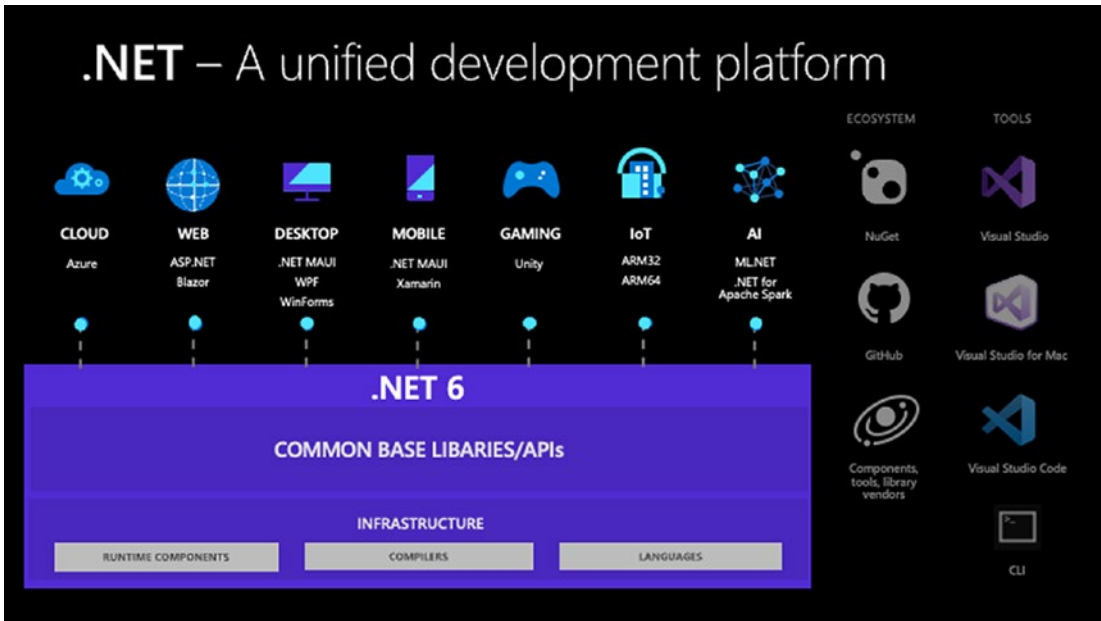 .NET – A unified development platform
ECOSYSTEM
TOOLS
CLOUD
Azure
WEB
ASP.NET
Blazor
DESKTOP
.NET MAUI
WPF
WinForms
MOBILE
.NET MAUI
Xamarin
GAMING
Unity
IoT
ARM32
ARM64
AI
ML.NET
.NET for
Apache Spark
NuGet
Visual Studio
GitHub
Visual Studio for Mac
Components,
tools, library
vendors
Visual Studio Code
CLI
.NET 6
COMMON BASE LIBARIES/APIs
INFRASTRUCTURE
RUNTIME COMPONENTS
COMPILERS
LANGUAGES